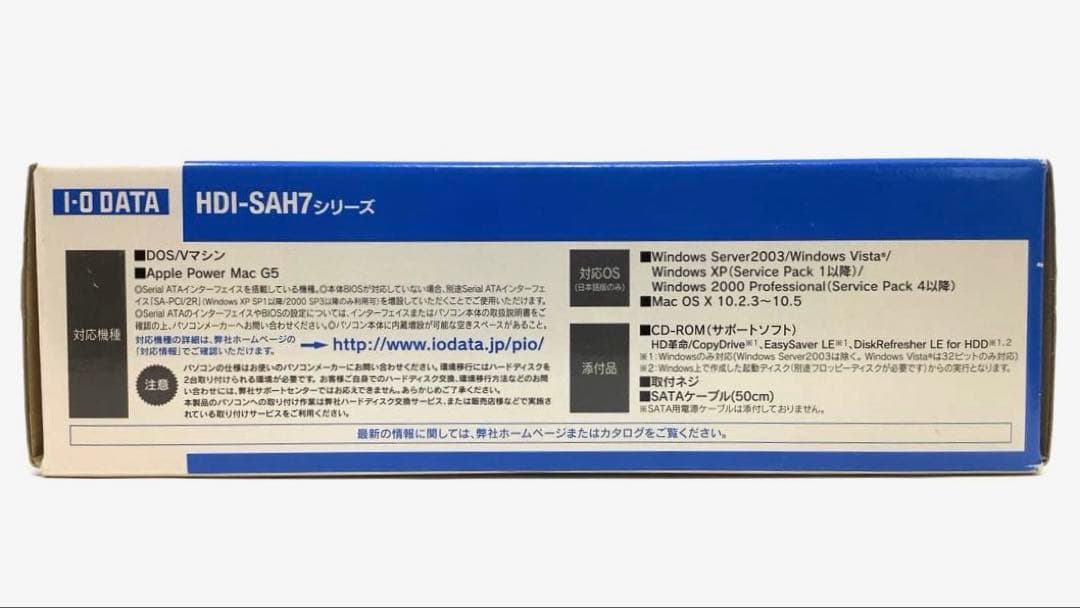 I-O DATA
HDI-SAH7シリーズ
対応機種
■DOS/Vマシン
■Apple Power Mac G5
◎Serial ATAインターフェイスを搭載している機種。◎本体BIOSが対応していない場合、別途Serial ATAインターフェ
イス「SA-PCI/2R」(Windows XP SP1以降/2000 SP3以降のみ利用可)を増設していただくことでご使用いただけます。
◎Serial ATAのインターフェイスやBIOSの設定については、インターフェイスまたはパソコン本体の取扱説明書をご
確認の上、パソコンメーカーへお問い合わせください。◎パソコン本体に内蔵増設が可能な空きスペースがあること。
対応機種の詳細は、弊社ホームページの
「対応情報」でご確認いただけます。
http://www.iodata.jp/pio/
注意
パソコンの仕様はお使いのパソコンメーカーにお問い合わせください。環境移行にはハードディスクを
2台取り付けられる環境が必要です。お客様ご自身でのハードディスク交換、環境移行方法などのお問
い合わせには、弊社サポートセンターではお応えできません。あらかじめご了承ください。
本製品のパソコンへの取り付け作業は弊社ハードディスク交換サービス、または販売店様などで実施さ
れている取り付けサービスをご利用ください。
対応OS
(日本語版のみ)
■Windows Server2003/Windows Vista®/
Windows XP(Service Pack 1以降)/
Windows 2000 Professional(Service Pack 4以降)
■Mac OS X 10.2.3~10.5
添付品
■CD-ROM(サポートソフト)
HD革命/CopyDrive※1、EasySaver LE※1、DiskRefresher LE for HDD※1,2
※1:Windowsのみ対応(Windows Server2003は除く。Windows Vista®は32ビットのみ対応)
※2:Windows上で作成した起動ディスク(別途フロッピーディスクが必要です)からの実行となります。
■取付ネジ
■SATAケーブル(50cm)
※SATA用電源ケーブルは添付しておりません。
最新の情報に関しては、弊社ホームページまたはカタログをご覧ください。